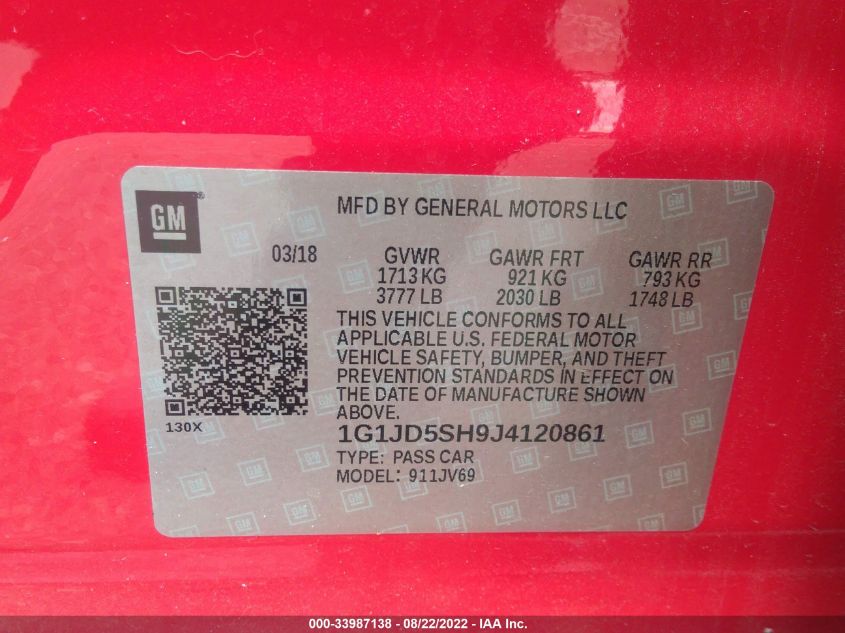 GM
MFD BY GENERAL MOTORS LLC
03/18 GVWR GAWR FRT GAWR RR
1713 KG 921 KG 793 KG
3777 LB 2030 LB 1748 LB
THIS VEHICLE CONFORMS TO ALL
APPLICABLE U.S. FEDERAL MOTOR
VEHICLE SAFETY, BUMPER, AND THEFT
PREVENTION STANDARDS IN EFFECT ON
THE DATE OF MANUFACTURE SHOWN
ABOVE.
130X
1G1JD5SH9J4120861
TYPE: PASS CAR
MODEL: 911JV69
000-33987138 - 08/22/2022 - IAA Inc.